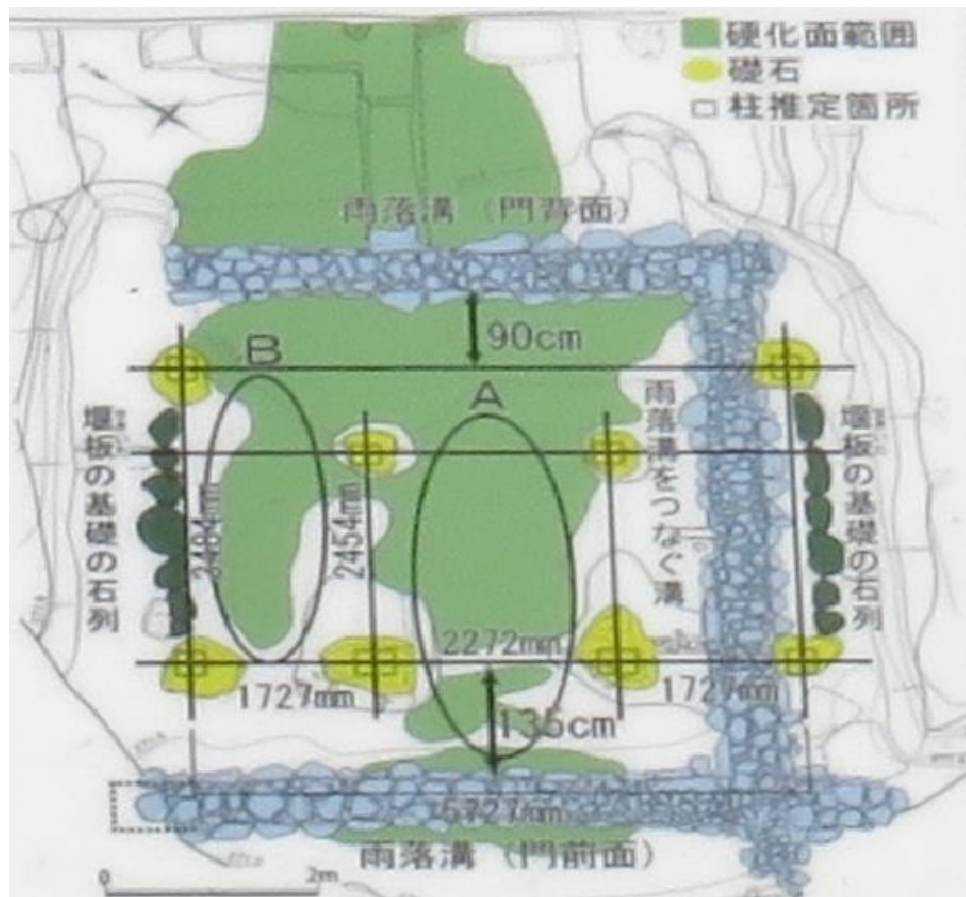 硬化面範囲
礎石
柱推定箇所
雨落溝（門背面）
90cm
B
A
堰板の基礎の石列
雨落溝をつなぐ溝
堰板の基礎の石列
2454mm
2272mm
1727mm
1727mm
135cm
5727mm
雨落溝（門前面）
0
2m